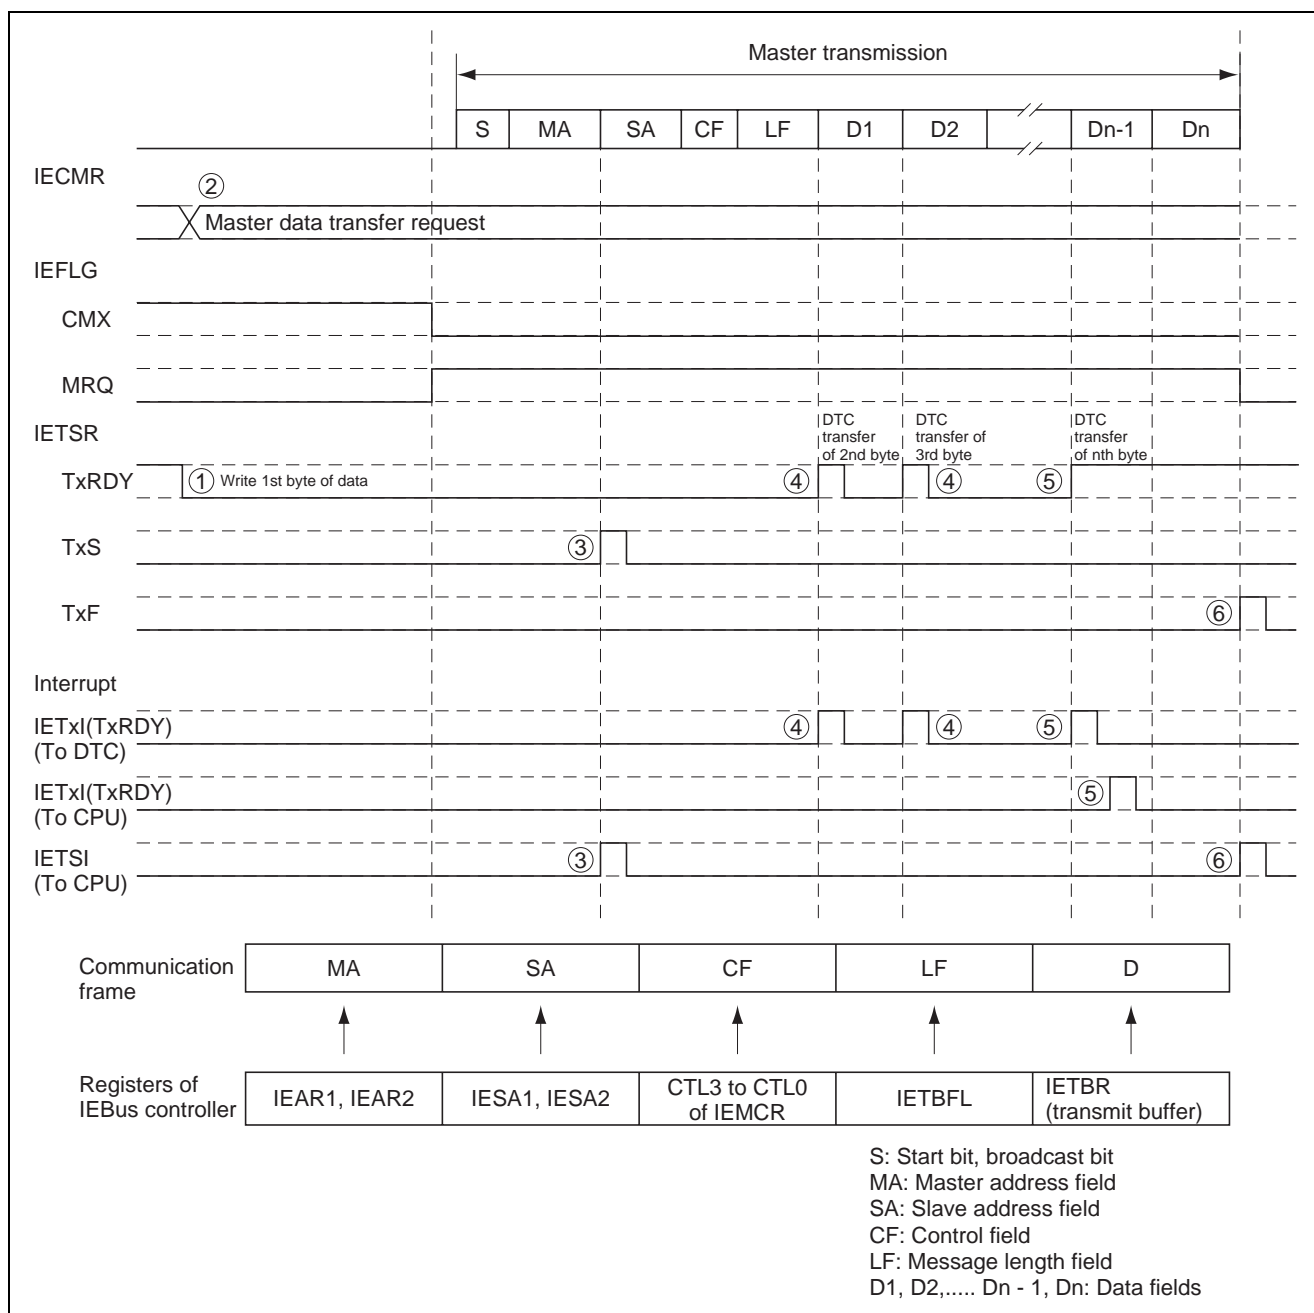 Master transmission
S MA SA CF LF D1 D2 Dn-1 Dn
IECMR
②
Master data transfer request
IEFLG
CMX
MRQ
IETSR
DTC transfer of 2nd byte
DTC transfer of 3rd byte
DTC transfer of nth byte
TxRDY ① Write 1st byte of data ④ ④ ⑤
TxS ③
TxF ⑥
Interrupt
IETxI(TxRDY) ④ ④ ⑤
(To DTC)
IETxI(TxRDY) ⑤
(To CPU)
IETSI ③ ⑥
(To CPU)
Communication frame MA SA CF LF D
Registers of IEBus controller
IEAR1, IEAR2
IESA1, IESA2
CTL3 to CTL0
of IEMCR
IETBFL
IETBR
(transmit buffer)
S: Start bit, broadcast bit
MA: Master address field
SA: Slave address field
CF: Control field
LF: Message length field
D1, D2,..... Dn - 1, Dn: Data fields